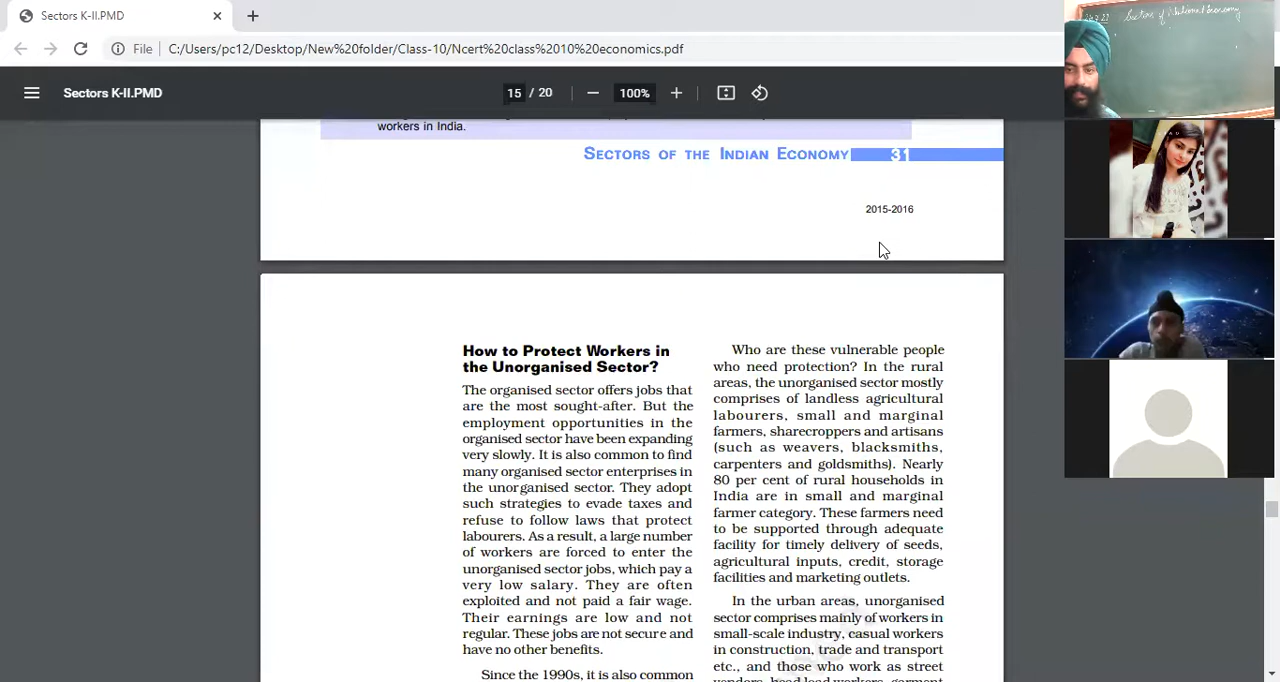 Sectors K-II.PMD
File
C:/Users/pc12/Desktop/New%20folder/Class-10/Ncert%20class%2010%20economics.pdf
Sectors K-II.PMD
15 / 20
100%
Sectors of National Economy
workers in India.
SECTORS OF THE INDIAN ECONOMY 31
2015-2016
How to Protect Workers in
the Unorganised Sector?
The organised sector offers jobs that
are the most sought-after. But the
employment opportunities in the
organised sector have been expanding
very slowly. It is also common to find
many organised sector enterprises in
the unorganised sector. They adopt
such strategies to evade taxes and
refuse to follow laws that protect
labourers. As a result, a large number
of workers are forced to enter the
unorganised sector jobs, which pay a
very low salary. They are often
exploited and not paid a fair wage.
Their earnings are low and not
regular. These jobs are not secure and
have no other benefits.
Since the 1990s, it is also common
Who are these vulnerable people
who need protection? In the rural
areas, the unorganised sector mostly
comprises of landless agricultural
labourers, small and marginal
farmers, sharecroppers and artisans
(such as weavers, blacksmiths,
carpenters and goldsmiths). Nearly
80 per cent of rural households in
India are in small and marginal
farmer category. These farmers need
to be supported through adequate
facility for timely delivery of seeds,
agricultural inputs, credit, storage
facilities and marketing outlets.
In the urban areas, unorganised
sector comprises mainly of workers in
small-scale industry, casual workers
in construction, trade and transport
etc., and those who work as street
vendors, head load workers, garment